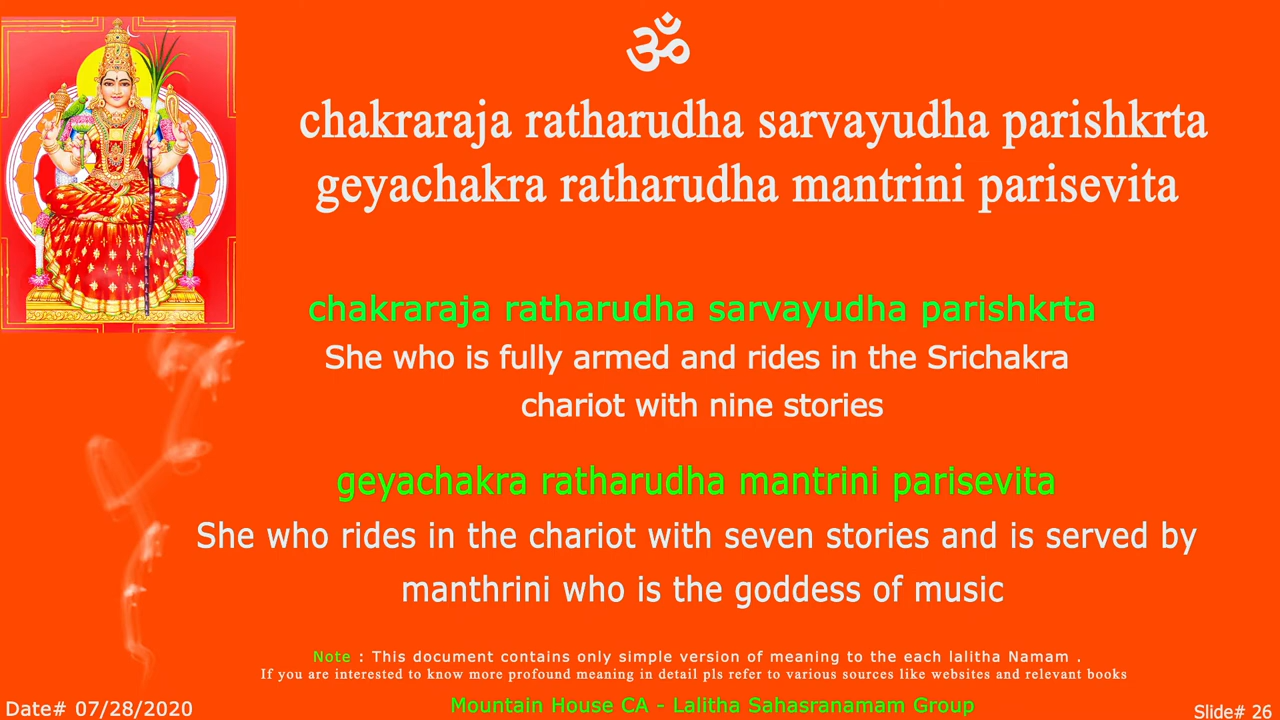 ॐ
chakraraja ratharudha sarvayudha parishkrta
geyachakra ratharudha mantrini parisevita
chakraraja ratharudha sarvayudha parishkrta
She who is fully armed and rides in the Srichakra
chariot with nine stories
geyachakra ratharudha mantrini parisevita
She who rides in the chariot with seven stories and is served by
manthrini who is the goddess of music
Note : This document contains only simple version of meaning to the each lalitha Namam .
If you are interested to know more profound meaning in detail pls refer to various sources like websites and relevant books
Mountain House CA - Lalitha Sahasranamam Group
Date# 07/28/2020
Slide# 26